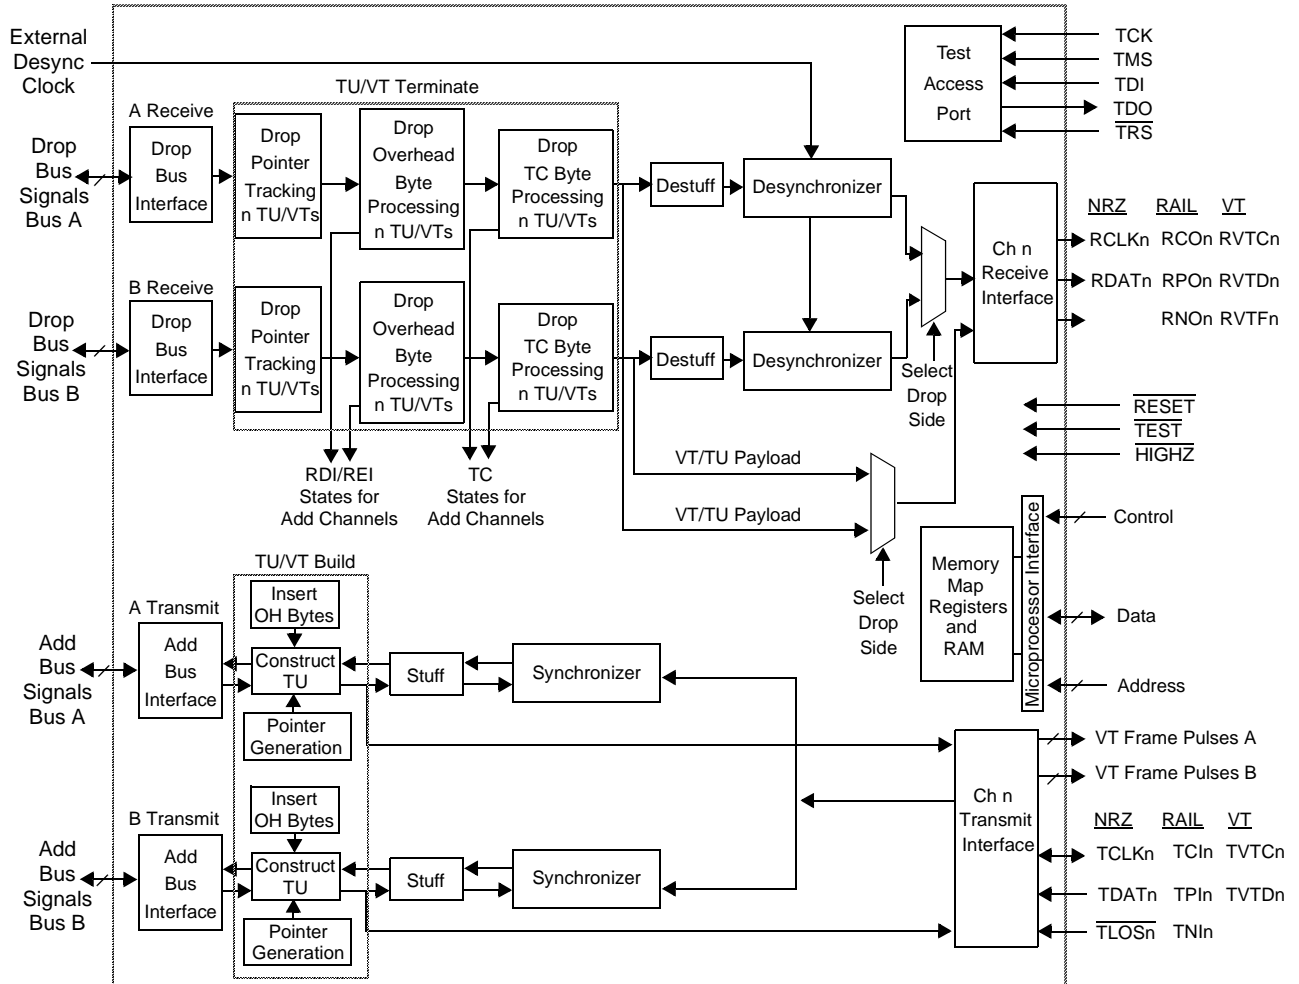 External
Desync
Clock
TU/VT Terminate
A Receive
Drop
Bus
Signals
Bus A
Drop
Bus
Interface
Drop
Pointer
Tracking
n TU/VTs
Drop
Overhead
Byte
Processing
n TU/VTs
Drop
TC Byte
Processing
n TU/VTs
Destuff
Desynchronizer
Test
Access
Port
TCK
TMS
TDI
TDO
TRS
B Receive
Drop
Bus
Signals
Bus B
Drop
Bus
Interface
Drop
Pointer
Tracking
n TU/VTs
Drop
Overhead
Byte
Processing
n TU/VTs
Drop
TC Byte
Processing
n TU/VTs
Destuff
Desynchronizer
Select
Drop
Side
Ch n
Receive
Interface
NRZ RAIL VT
RCLKn RCOn RVTCn
RDATn RPOn RVTDn
RNOn RVTFn
RESET
TEST
HIGHZ
RDI/REI
States for
Add Channels
TC
States for
Add Channels
VT/TU Payload
VT/TU Payload
Select
Drop
Side
Memory
Map
Registers
and
RAM
Microprocessor Interface
Control
Data
Address
TU/VT Build
A Transmit
Add
Bus
Signals
Bus A
Add
Bus
Interface
Insert
OH Bytes
Construct
TU
Pointer
Generation
Stuff
Synchronizer
B Transmit
Add
Bus
Signals
Bus B
Add
Bus
Interface
Insert
OH Bytes
Construct
TU
Pointer
Generation
Stuff
Synchronizer
Ch n
Transmit
Interface
VT Frame Pulses A
VT Frame Pulses B
NRZ RAIL VT
TCLKn TCIn TVTCn
TDATn TPIn TVTDn
TLOSn TNIn